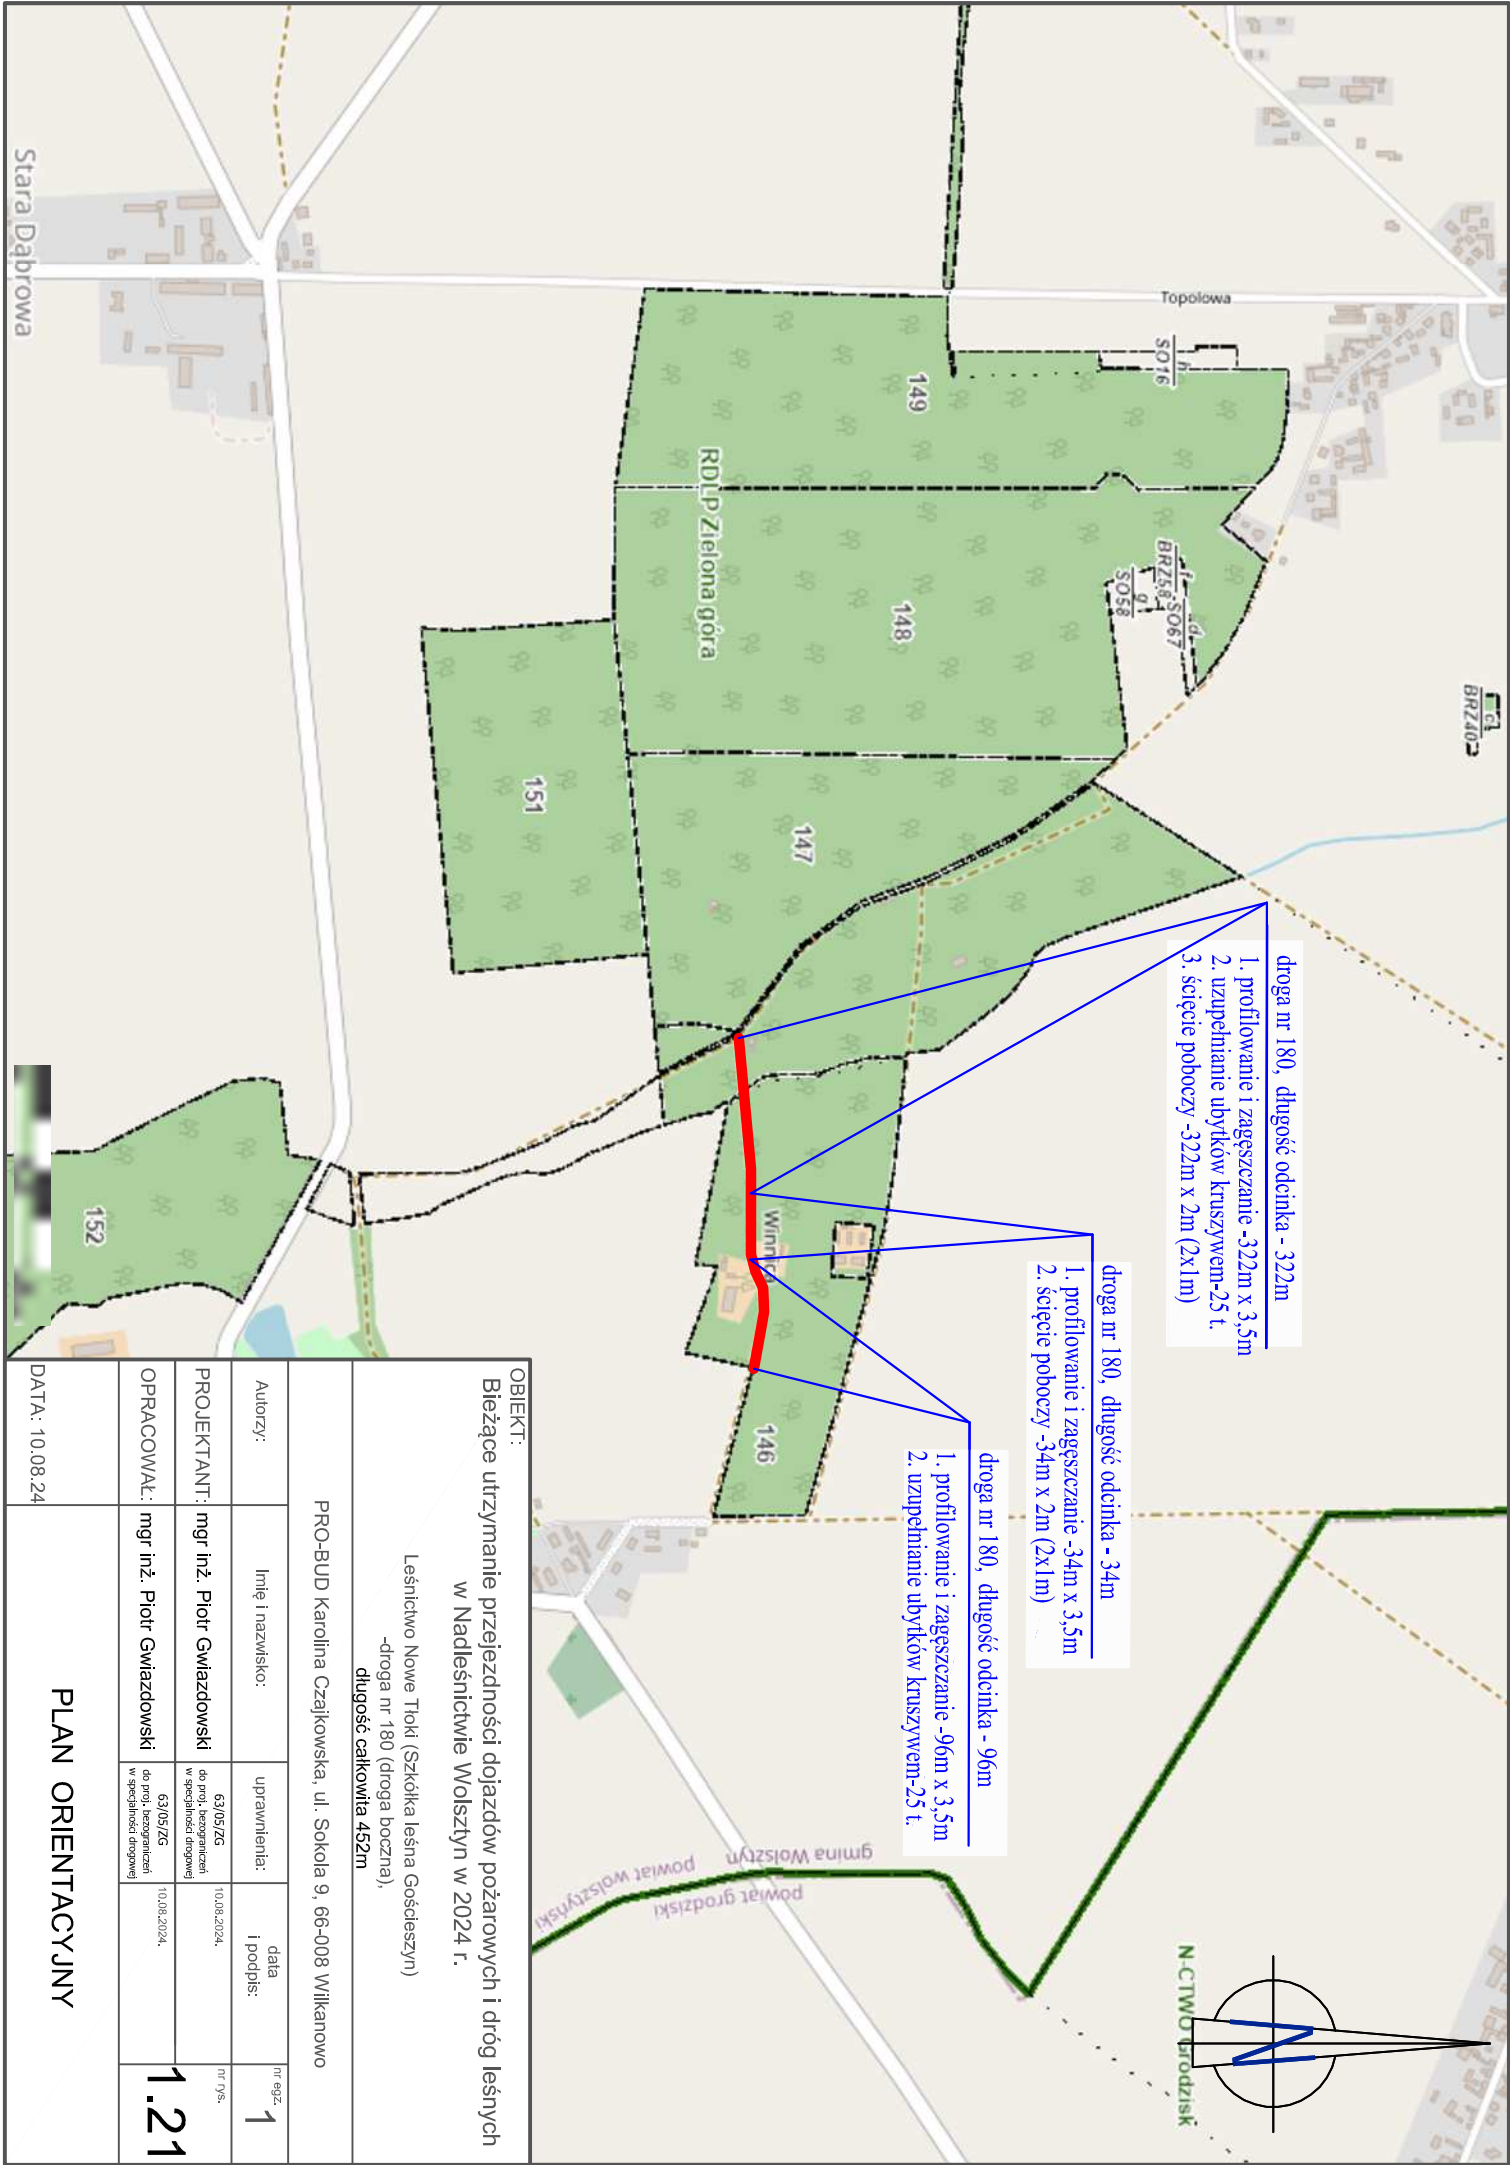 Topolowa
Stara Dąbrowa
h
SO16
149
RDLP Zielona góra
148
f
BRZ58
d
SO67
g
SO58
c
BRZ40
151
147
152
Winnica
146
droga nr 180, długość odcinka - 322m
1. profilowanie i zagęszczanie -322m x 3,5m
2. uzupełnianie ubytków kruszywem-25 t.
3. ścięcie poboczy -322m x 2m (2x1m)
droga nr 180, długość odcinka - 34m
1. profilowanie i zagęszczanie -34m x 3,5m
2. ścięcie poboczy -34m x 2m (2x1m)
droga nr 180, długość odcinka - 96m
1. profilowanie i zagęszczanie -96m x 3,5m
2. uzupełnianie ubytków kruszywem-25 t.
gmina Wolsztyn
powiat wolsztyński
powiat grodziski
N-CTWO Grodzisk
N
OBIEKT:
Bieżące utrzymanie przejezdności dojazdów pożarowych i dróg leśnych
w Nadleśnictwie Wolsztyn w 2024 r.
Leśnictwo Nowe Tłoki (Szkółka leśna Gościeszyn)
-droga nr 180 (droga boczna),
długość całkowita 452m
PRO-BUD Karolina Czajkowska, ul. Sokola 9, 66-008 Wilkanowo
Autorzy:
Imię i nazwisko:
uprawnienia:
data
i podpis:
nr egz.
1
PROJEKTANT:
mgr inż. Piotr Gwiazdowski
63/05/ZG
do proj. bezograniczeń
w specjalności drogowej
10.08.2024.
nr rys.
1.21
OPRACOWAŁ:
mgr inż. Piotr Gwiazdowski
63/05/ZG
do proj. bezograniczeń
w specjalności drogowej
10.08.2024.
DATA: 10.08.24
PLAN ORIENTACYJNY